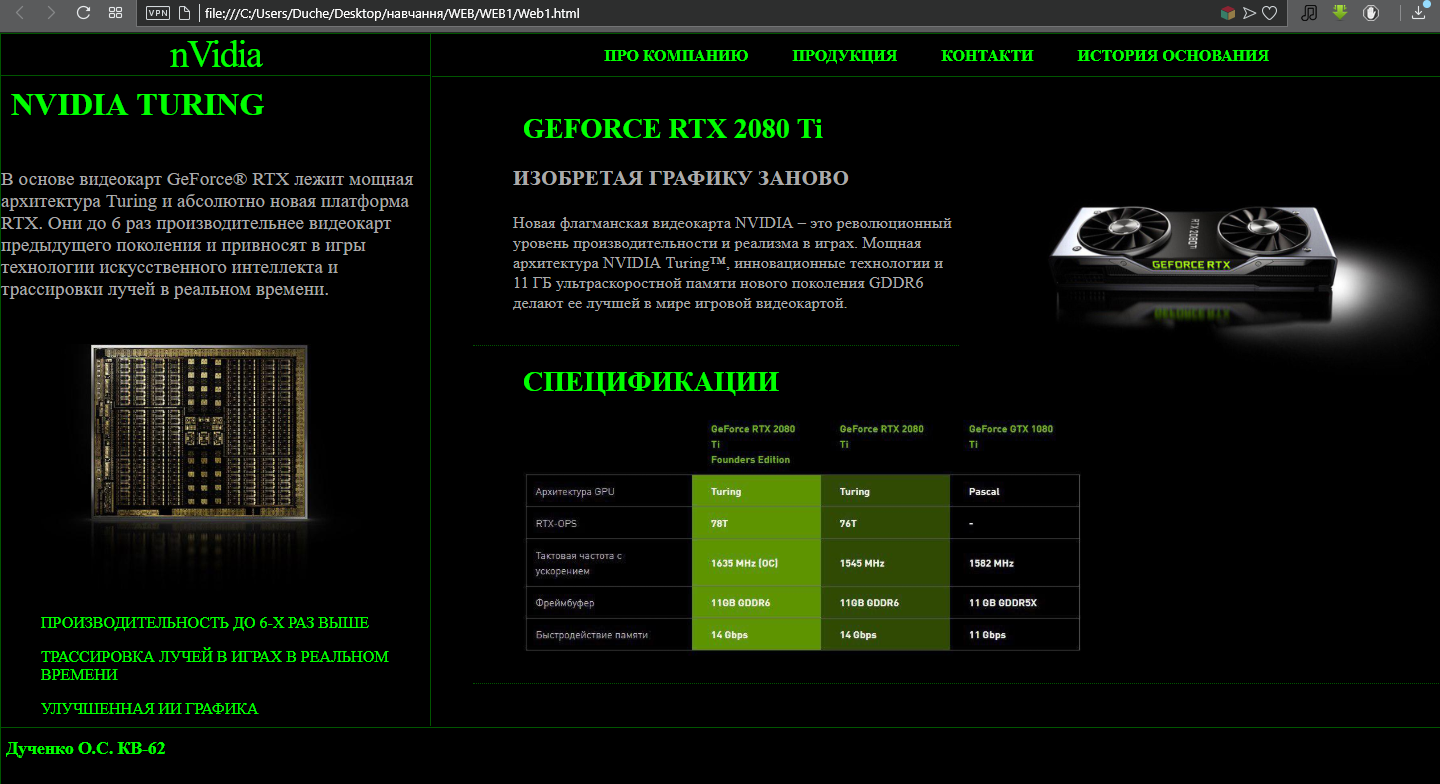 VPN
file:///C:/Users/Duche/Desktop/навчання/WEB/WEB1/Web1.html
nVidia
ПРО КОМПАНИЮ ПРОДУКЦИЯ КОНТАКТИ ИСТОРИЯ ОСНОВАНИЯ
NVIDIA TURING
В основе видеокарт GeForce® RTX лежит мощная
архитектура Turing и абсолютно новая платформа
RTX. Они до 6 раз производительнее видеокарт
предыдущего поколения и привносят в игры
технологии искусственного интеллекта и
трассировки лучей в реальном времени.
ПРОИЗВОДИТЕЛЬНОСТЬ ДО 6-Х РАЗ ВЫШЕ
ТРАССИРОВКА ЛУЧЕЙ В ИГРАХ В РЕАЛЬНОМ
ВРЕМЕНИ
УЛУЧШЕННАЯ ИИ ГРАФИКА
GEFORCE RTX 2080 Ti
ИЗОБРЕТАЯ ГРАФИКУ ЗАНОВО
Новая флагманская видеокарта NVIDIA – это революционный
уровень производительности и реализма в играх. Мощная
архитектура NVIDIA Turing™, инновационные технологии и
11 ГБ ультраскоростной памяти нового поколения GDDR6
делают ее лучшей в мире игровой видеокартой.
RTX 2080Ti
GEFORCE RTX
СПЕЦИФИКАЦИИ
GeForce RTX 2080 GeForce RTX 2080 GeForce GTX 1080
Ti Ti Ti
Founders Edition
Архитектура GPU Turing Turing Pascal
RTX-OPS 78T 76T -
Тактовая частота с
ускорением 1635 MHz (OC) 1545 MHz 1582 MHz
Фреймбуфер 11GB GDDR6 11GB GDDR6 11 GB GDDR5X
Быстродействие памяти 14 Gbps 14 Gbps 11 Gbps
Дученко О.С. КВ-62